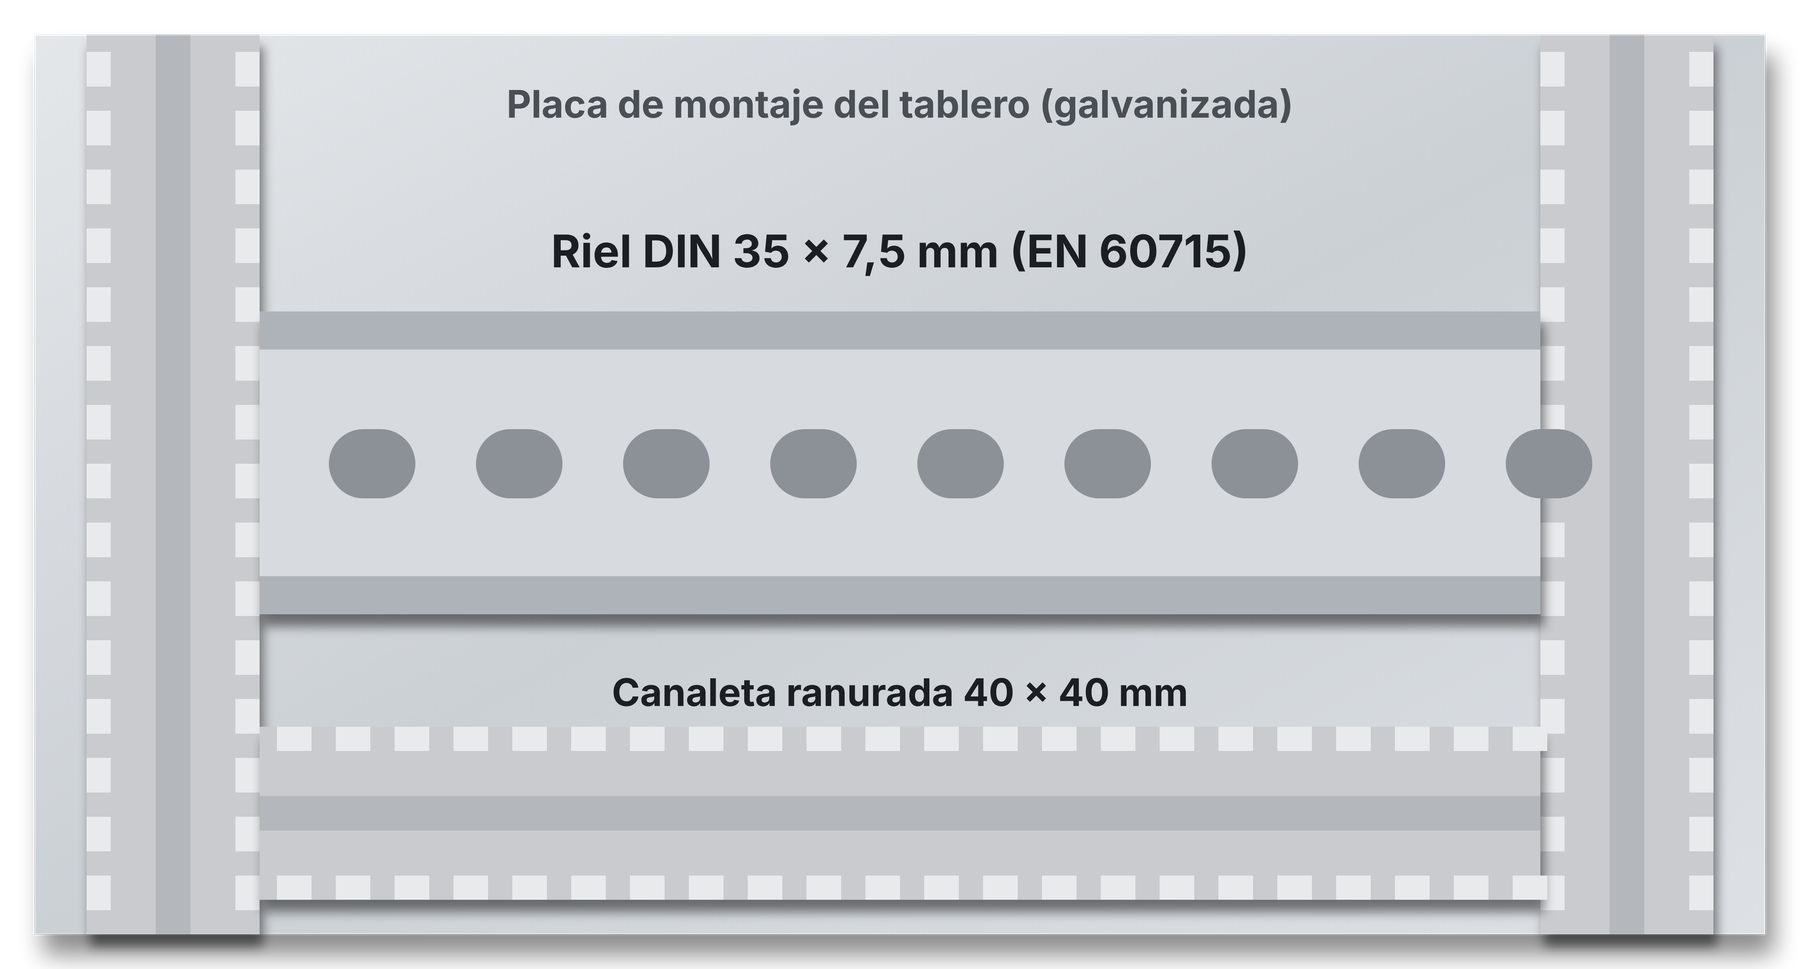 Placa de montaje del tablero (galvanizada)
Riel DIN 35 × 7,5 mm (EN 60715)
Canaleta ranurada 40 × 40 mm